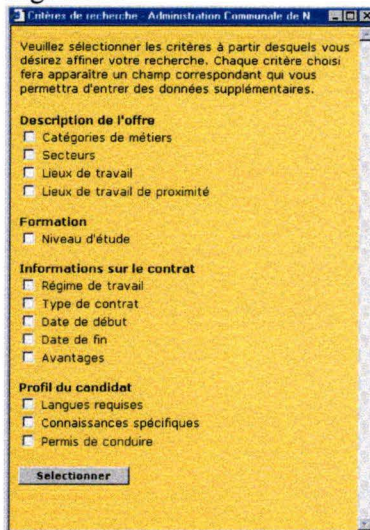 Critères de recherche - Administration Communale de N
Veuillez sélectionner les critères à partir desquels vous
désirez affiner votre recherche. Chaque critère choisi
fera apparaître un champ correspondant qui vous
permettra d'entrer des données supplémentaires.
Description de l'offre
Catégories de métiers
Secteurs
Lieux de travail
Lieux de travail de proximité
Formation
Niveau d'étude
Informations sur le contrat
Régime de travail
Type de contrat
Date de début
Date de fin
Avantages
Profil du candidat
Langues requises
Connaissances spécifiques
Permis de conduire
Selectionner